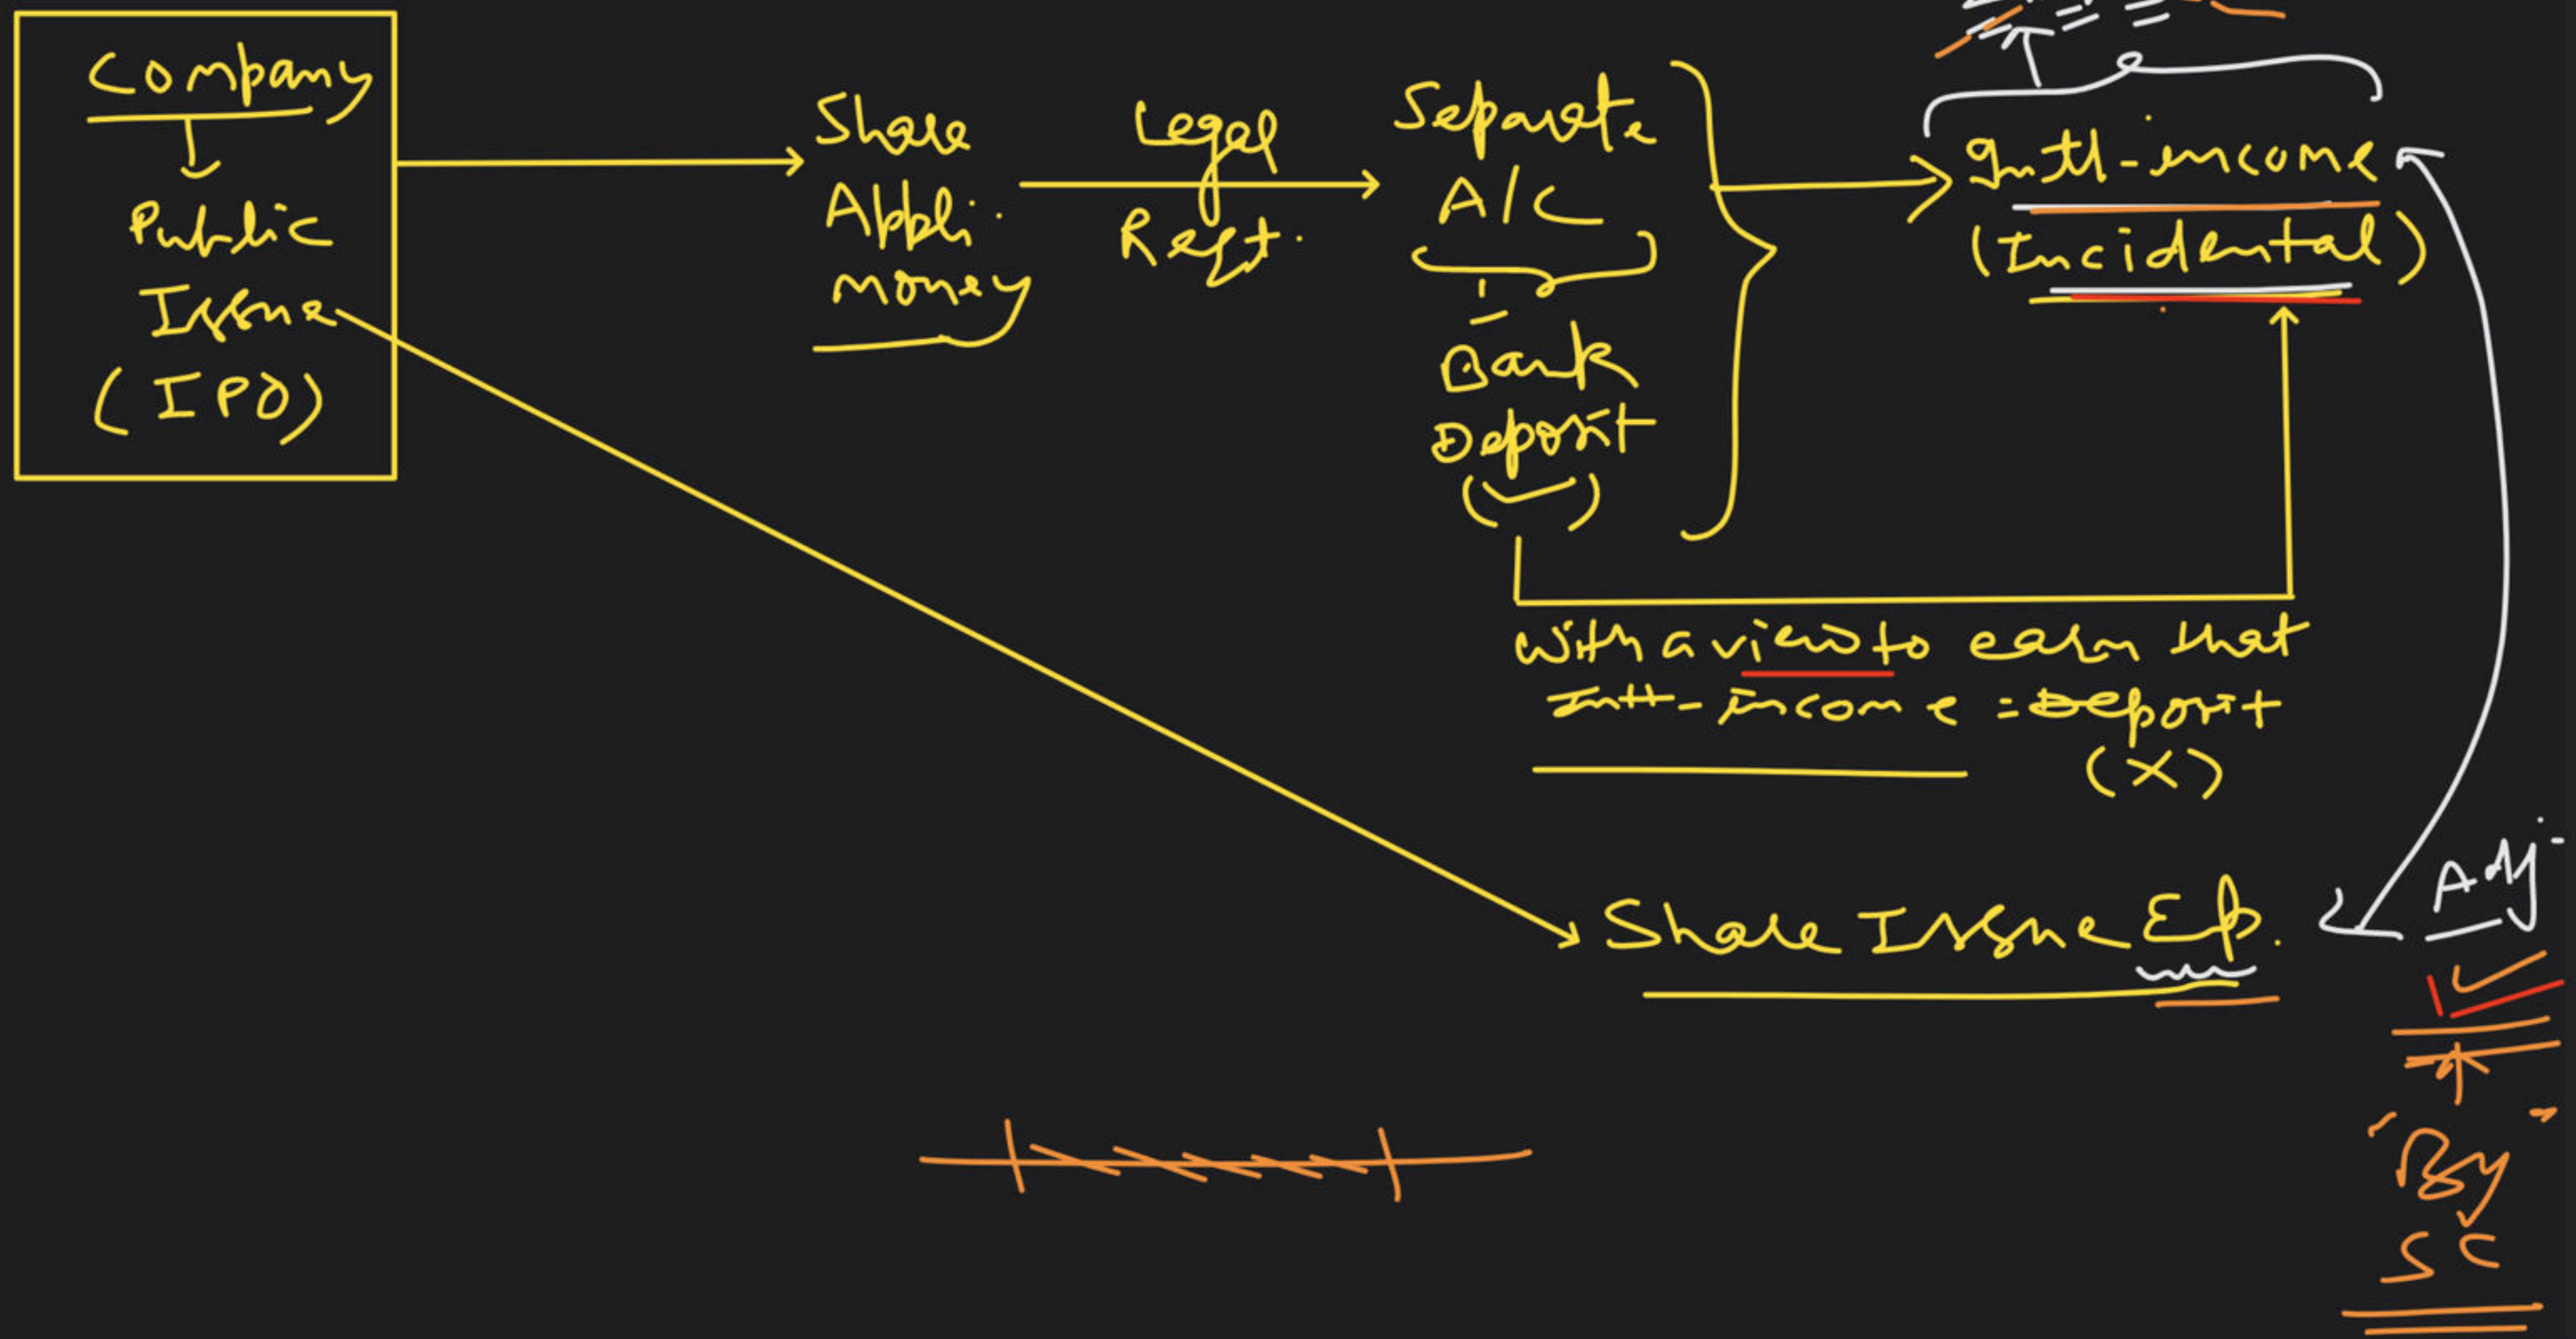 Company
Public
Issue
(IPO)
Share
Appli.
money
Legal
Reqt.
Separate
A/C
Bank
Deposit
Intt-income
(Incidental)
with a view to earn that
Intt-income = Deposit
(X)
Share Issue Exp.
Adj
"By
SC"